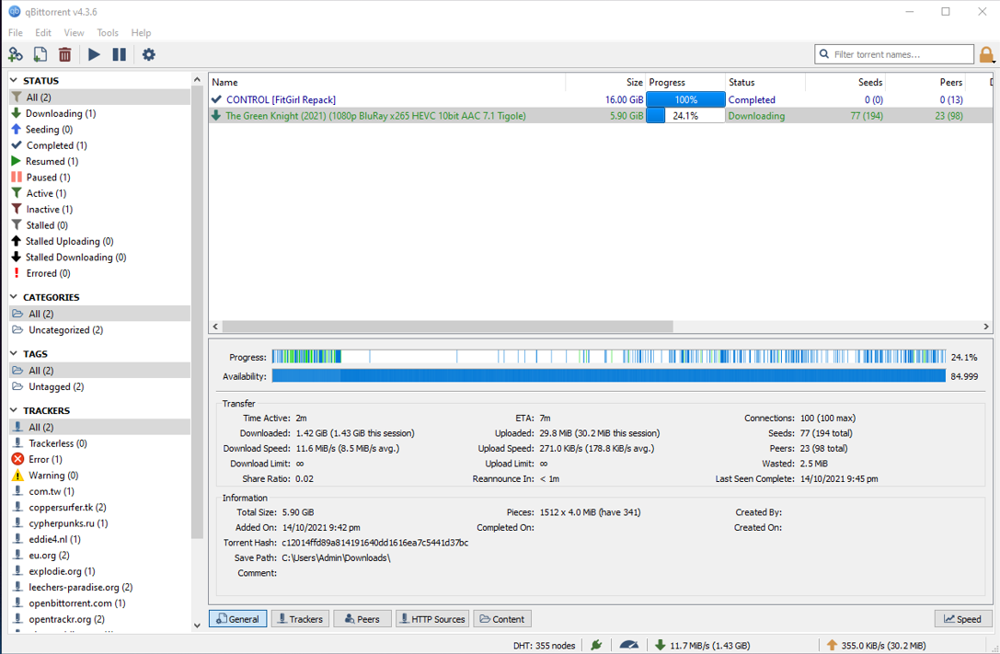 qBittorrent v4.3.6
File Edit View Tools Help
Filter torrent names...
STATUS
All (2)
Downloading (1)
Seeding (0)
Completed (1)
Resumed (1)
Paused (1)
Active (1)
Inactive (1)
Stalled (0)
Stalled Uploading (0)
Stalled Downloading (0)
Errored (0)
CATEGORIES
All (2)
Uncategorized (2)
TAGS
All (2)
Untagged (2)
TRACKERS
All (2)
Trackerless (0)
Error (1)
Warning (0)
com.tw (1)
coppersurfer.tk (2)
cypherpunks.ru (1)
eddie4.nl (1)
eu.org (2)
explodie.org (1)
leechers-paradise.org (2)
openbittorrent.com (1)
opentrackr.org (2)
Name Size Progress Status Seeds Peers
CONTROL [FitGirl Repack] 16.00 GiB 100% Completed 0 (0) 0 (13)
The Green Knight (2021) (1080p BluRay x265 HEVC 10bit AAC 7.1 Tigole) 5.90 GiB 24.1% Downloading 77 (194) 23 (98)
Progress: 24.1%
Availability: 84.999
Transfer
Time Active: 2m ETA: 7m Connections: 100 (100 max)
Downloaded: 1.42 GiB (1.43 GiB this session) Uploaded: 29.8 MiB (30.2 MiB this session) Seeds: 77 (194 total)
Download Speed: 11.6 MiB/s (8.5 MiB/s avg.) Upload Speed: 271.0 KiB/s (178.8 KiB/s avg.) Peers: 23 (98 total)
Download Limit: ∞ Upload Limit: ∞ Wasted: 2.5 MiB
Share Ratio: 0.02 Reannounce In: < 1m Last Seen Complete: 14/10/2021 9:45 pm
Information
Total Size: 5.90 GiB Pieces: 1512 x 4.0 MiB (have 341) Created By:
Added On: 14/10/2021 9:42 pm Completed On: Created On:
Torrent Hash: c12014ffd89a814191640dd1616ea7c5441d37bc
Save Path: C:\Users\Admin\Downloads\
Comment:
General Trackers Peers HTTP Sources Content Speed
DHT: 355 nodes 11.7 MiB/s (1.43 GiB) 355.0 KiB/s (30.2 MiB)